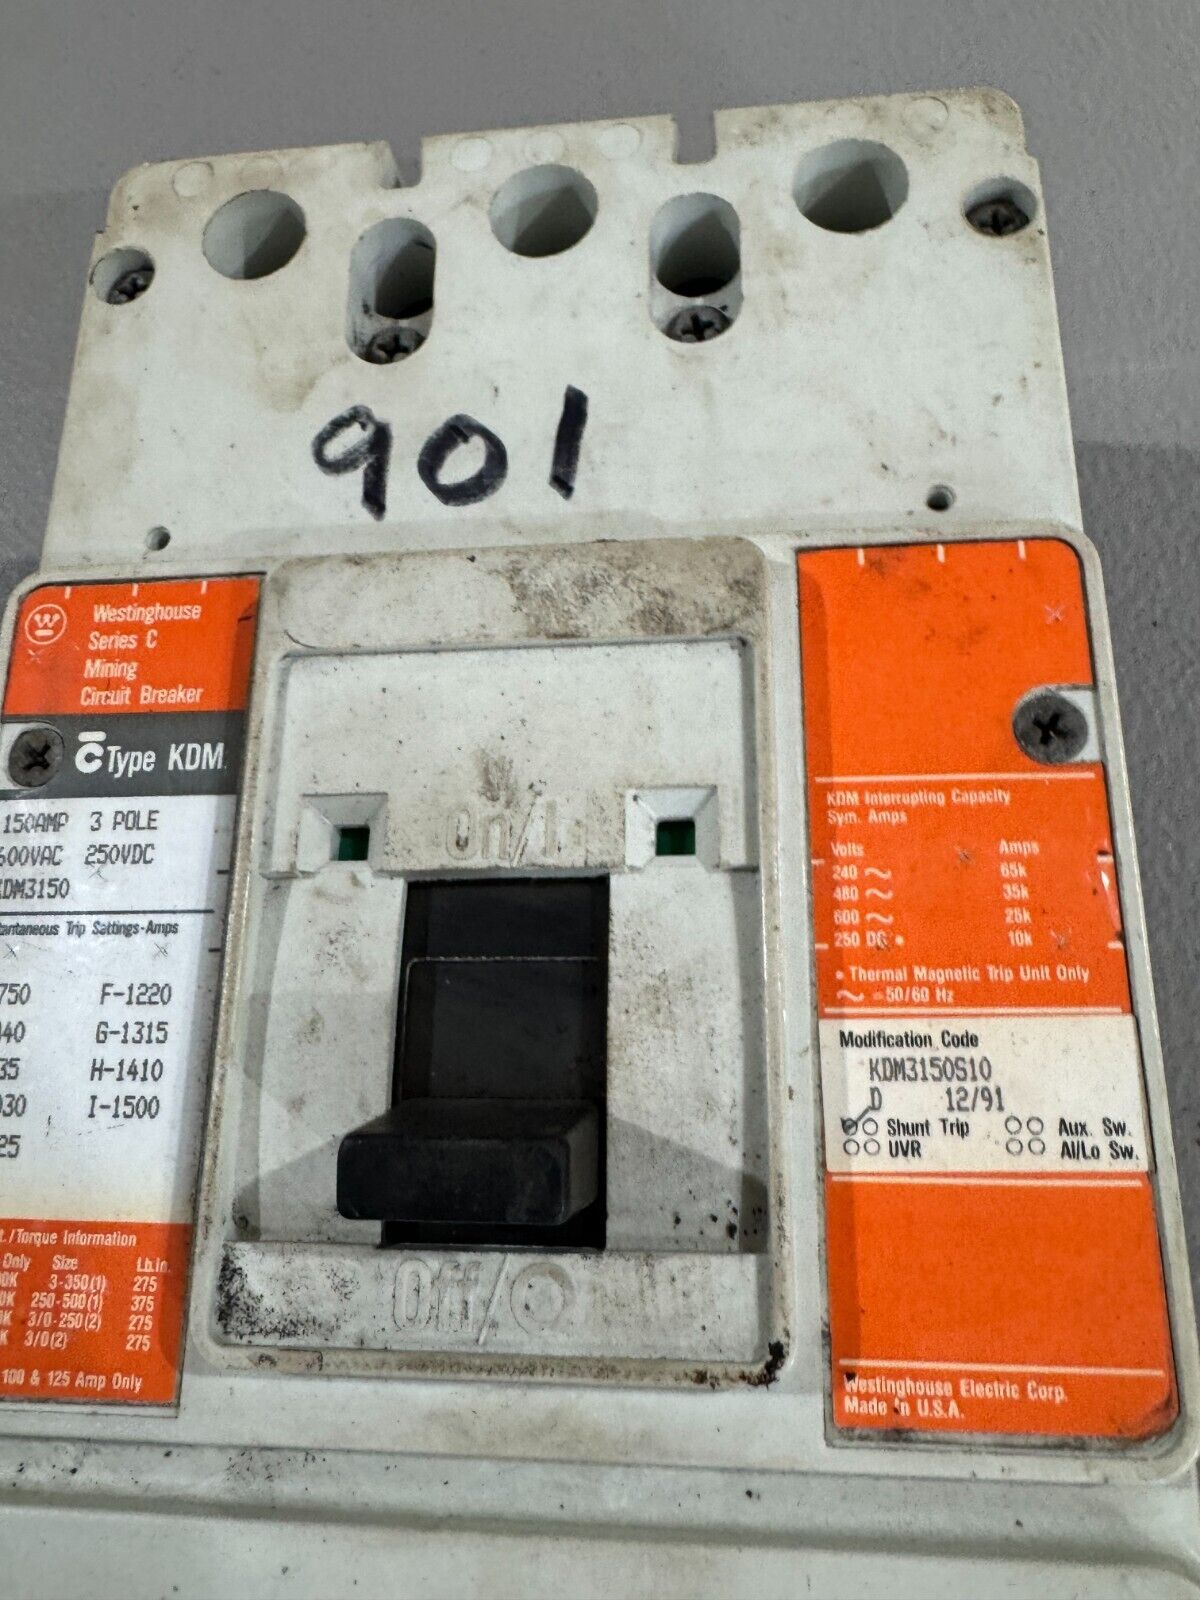 901
W
Westinghouse
Series C
Mining
Circuit Breaker
C Type KDM
150AMP 3 POLE
600VAC 250VDC
KDM3150
Trip Settings-Amps
750 F-1220
G-1315
H-1410
I-1500
Torque Information
Only Size Lb.In.
3-350(1) 275
250-500(1) 375
3/0-250(2) 275
3/0(2) 275
100 & 125 Amp Only
On/I
Off/O
KDM Interrupting Capacity
Sym. Amps
Volts Amps
240 ~ 65k
480 ~ 35k
600 ~ 25k
250 DC • 10k
• Thermal Magnetic Trip Unit Only
~ =50/60 Hz
Modification Code
KDM3150S10
D 12/91
Shunt Trip Aux. Sw.
UVR Al/Lo Sw.
Westinghouse Electric Corp.
Made in U.S.A.